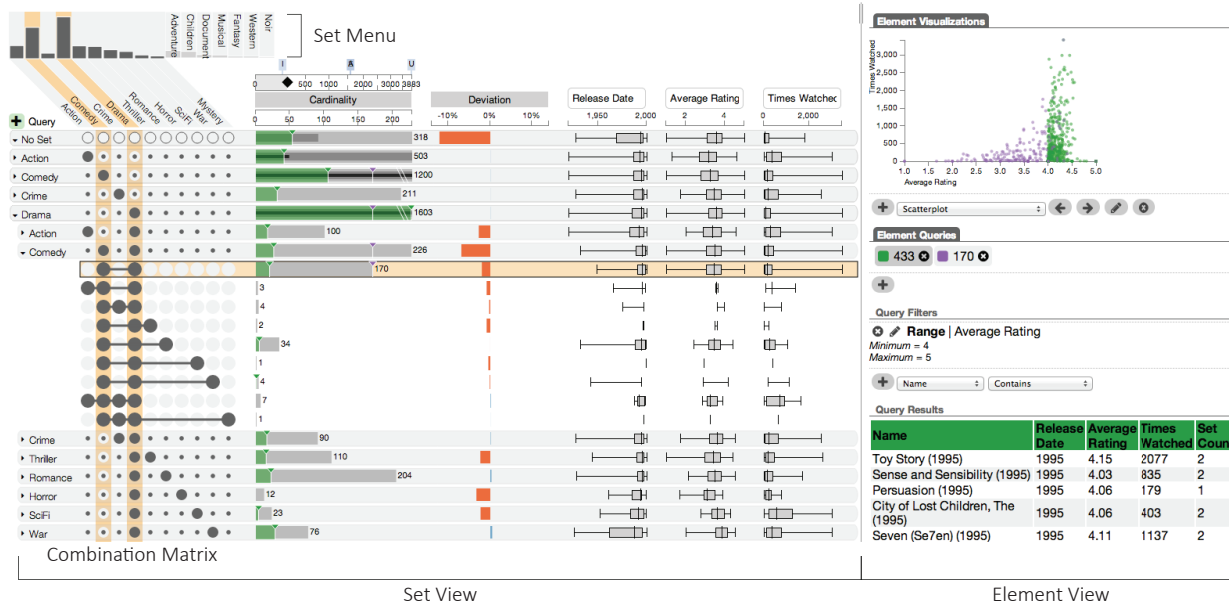 Set Menu
Adventure
Children
Document
Musical
Fantasy
Western
Noir
Action
Comedy
Crime
Drama
Thriller
Romance
Horror
SciFi
War
Mystery
I A U
0 500 1000 2000 3000 3883
Cardinality
Deviation
Release Date
Average Rating
Times Watched
Query
0 50 100 150 200
-10% 0% 10%
1,960 2,000
2 4
0 2,000
No Set 318
Action 503
Comedy 1200
Crime 211
Drama 1603
Action 100
Comedy 226
170
3
4
2
34
1
4
7
1
Crime 90
Thriller 110
Romance 204
Horror 12
SciFi 23
War 76
Combination Matrix
Set View
Element Visualizations
Times Watched
3,000
2,500
2,000
1,500
1,000
500
0
1.0 1.5 2.0 2.5 3.0 3.5 4.0 4.5 5.0
Average Rating
Scatterplot
Element Queries
433 170
Query Filters
Range | Average Rating
Minimum = 4
Maximum = 5
Name Contains
Query Results
Name Release Date Average Rating Times Watched Set Coun
Toy Story (1995) 1995 4.15 2077 2
Sense and Sensibility (1995) 1995 4.03 835 2
Persuasion (1995) 1995 4.06 179 1
City of Lost Children, The
(1995) 1995 4.06 403 2
Seven (Se7en) (1995) 1995 4.11 1137 2
Element View